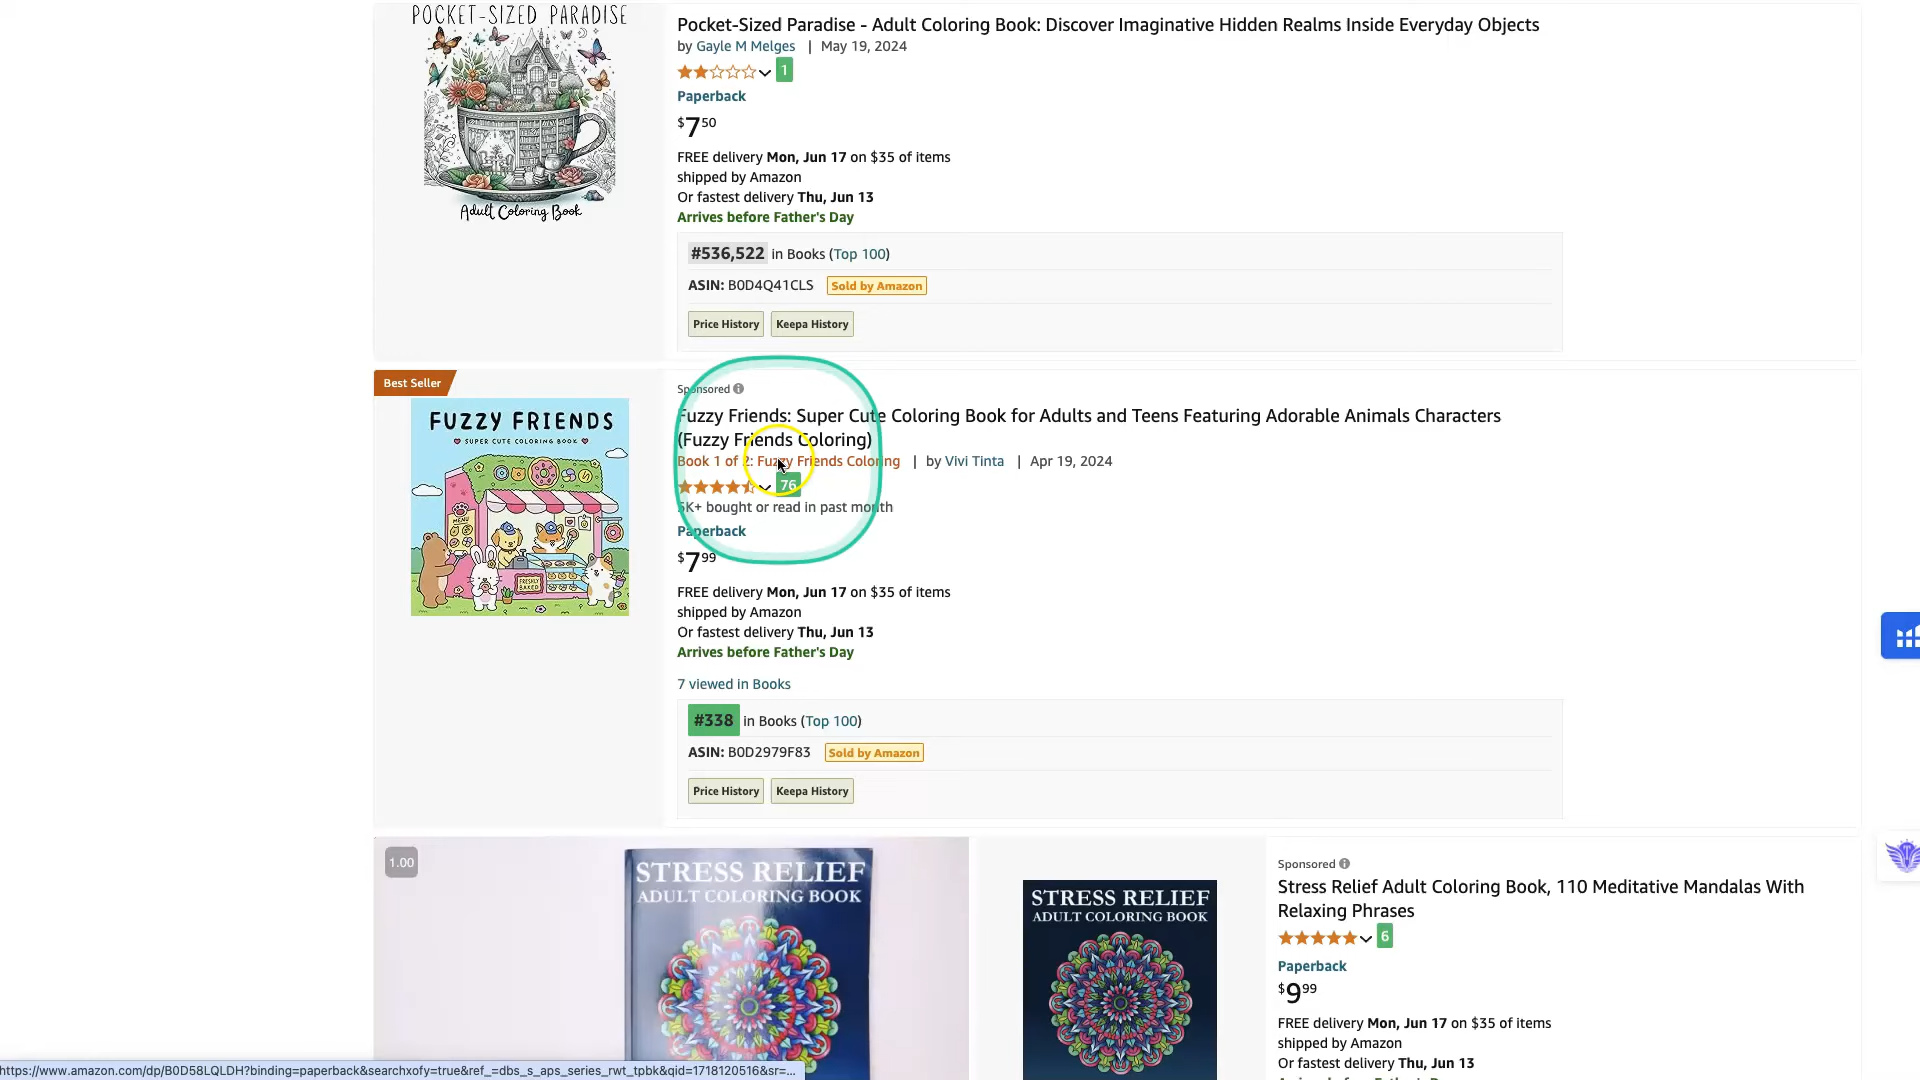 POCKET-SIZED PARADISE
Adult Coloring Book
Pocket-Sized Paradise - Adult Coloring Book: Discover Imaginative Hidden Realms Inside Everyday Objects
by Gayle M Melges | May 19, 2024
1
Paperback
$7 50
FREE delivery Mon, Jun 17 on $35 of items
shipped by Amazon
Or fastest delivery Thu, Jun 13
Arrives before Father's Day
#536,522 in Books (Top 100)
ASIN: B0D4Q41CLS Sold by Amazon
Price History Keepa History
Best Seller
FUZZY FRIENDS
SUPER CUTE COLORING BOOK
MENU
FRESHLY
BAKED
Sponsored
Fuzzy Friends: Super Cute Coloring Book for Adults and Teens Featuring Adorable Animals Characters
(Fuzzy Friends Coloring)
Book 1 of 2: Fuzzy Friends Coloring | by Vivi Tinta | Apr 19, 2024
76
5K+ bought or read in past month
Paperback
$7 99
FREE delivery Mon, Jun 17 on $35 of items
shipped by Amazon
Or fastest delivery Thu, Jun 13
Arrives before Father's Day
7 viewed in Books
#338 in Books (Top 100)
ASIN: B0D2979F83 Sold by Amazon
Price History Keepa History
1.00
STRESS RELIEF
ADULT COLORING BOOK
STRESS RELIEF
ADULT COLORING BOOK
Sponsored
Stress Relief Adult Coloring Book, 110 Meditative Mandalas With
Relaxing Phrases
6
Paperback
$9 99
FREE delivery Mon, Jun 17 on $35 of items
shipped by Amazon
Or fastest delivery Thu, Jun 13
https://www.amazon.com/dp/B0D58LQLDH?binding=paperback&searchxofy=true&ref_=dbs_s_aps_series_rwt_tpbk&qid=1718120516&sr=...